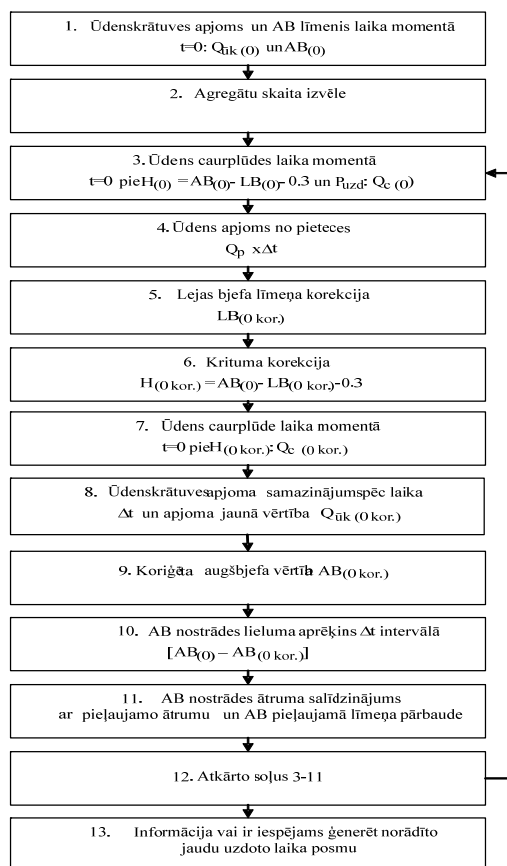 1. Ūdenskrātuves apjoms un AB līmenis laika momentā
t=0: Qūk (0) un AB(0)
2. Agregātu skaita izvēle
3. Ūdens caurplūdes laika momentā
t=0 pie H(0) = AB(0)- LB(0)- 0.3 un Puzd: Qc (0)
4. Ūdens apjoms no pieteces
Qp xΔt
5. Lejas bjefa līmeņa korekcija
LB(0 kor.)
6. Krituma korekcija
H(0 kor.) = AB(0)- LB(0 kor.)-0.3
7. Ūdens caurplūde laika momentā
t=0 pie H(0 kor.): Qc (0 kor.)
8. Ūdenskrātuves apjoma samazinājums pēc laika
Δt un apjoma jaunā vērtība Qūk (0 kor.)
9. Koriģēta augšbjefa vērtība AB(0 kor.)
10. AB nostrādes lieluma aprēķins Δt intervālā
[AB(0) – AB(0 kor.)]
11. AB nostrādes ātruma salīdzinājums
ar pieļaujamo ātrumu un AB pieļaujamā līmeņa pārbaude
12. Atkārto soļus 3-11
13. Informācija vai ir iespējams ģenerēt norādīto
jaudu uzdoto laika posmu